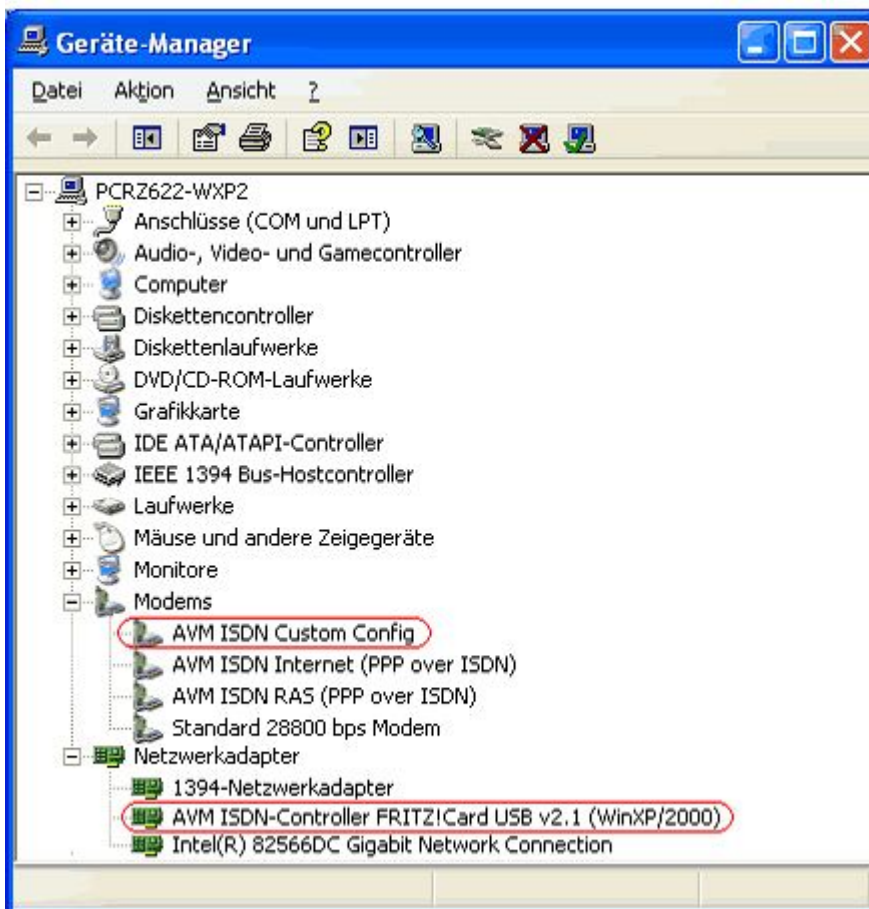 Geräte-Manager
Datei Aktion Ansicht ?
PCRZ622-WXP2
Anschlüsse (COM und LPT)
Audio-, Video- und Gamecontroller
Computer
Diskettencontroller
Diskettenlaufwerke
DVD/CD-ROM-Laufwerke
Grafikkarte
IDE ATA/ATAPI-Controller
IEEE 1394 Bus-Hostcontroller
Laufwerke
Mäuse und andere Zeigegeräte
Monitore
Modems
AVM ISDN Custom Config
AVM ISDN Internet (PPP over ISDN)
AVM ISDN RAS (PPP over ISDN)
Standard 28800 bps Modem
Netzwerkadapter
1394-Netzwerkadapter
AVM ISDN-Controller FRITZ!Card USB v2.1 (WinXP/2000)
Intel(R) 82566DC Gigabit Network Connection